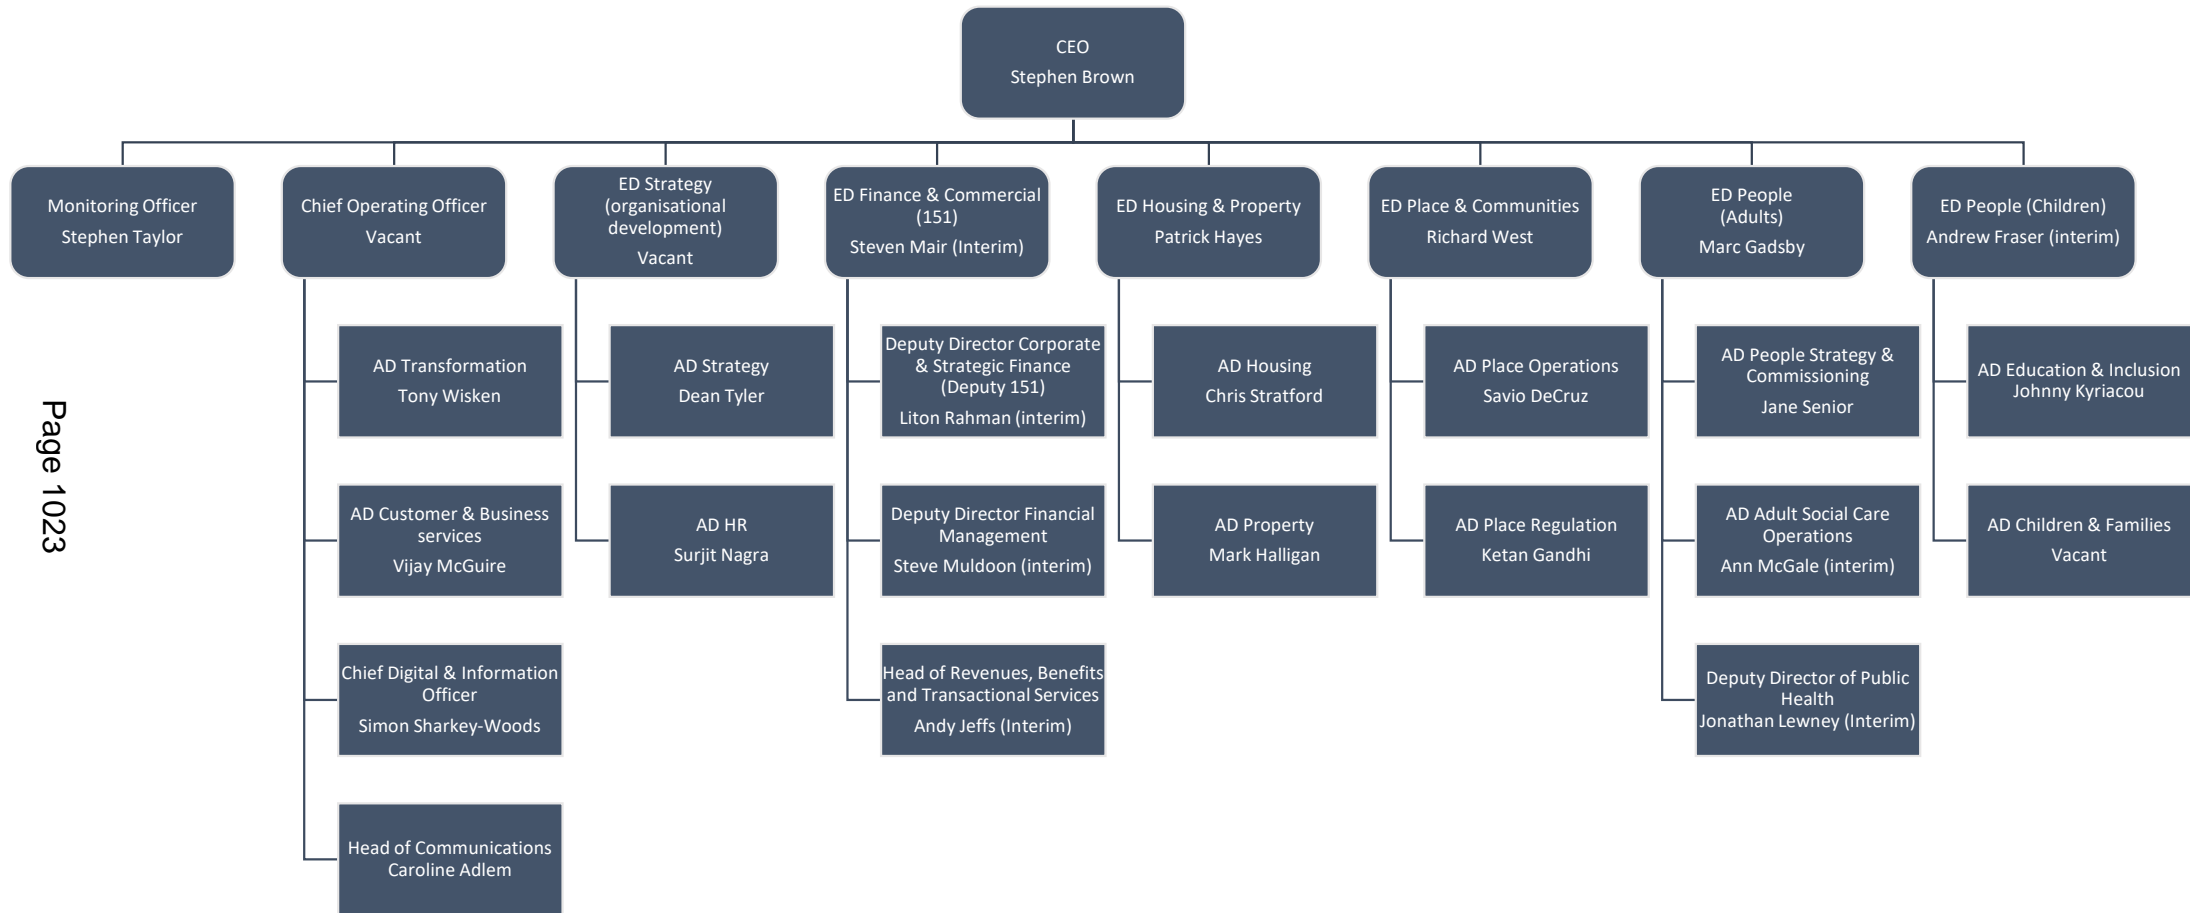 CEO
Stephen Brown
Monitoring Officer
Stephen Taylor
Chief Operating Officer
Vacant
ED Strategy
(organisational
development)
Vacant
ED Finance & Commercial
(151)
Steven Mair (Interim)
ED Housing & Property
Patrick Hayes
ED Place & Communities
Richard West
ED People
(Adults)
Marc Gadsby
ED People (Children)
Andrew Fraser (interim)
AD Transformation
Tony Wisken
AD Customer & Business
services
Vijay McGuire
Chief Digital & Information
Officer
Simon Sharkey-Woods
Head of Communications
Caroline Adlem
AD Strategy
Dean Tyler
AD HR
Surjit Nagra
Deputy Director Corporate
& Strategic Finance
(Deputy 151)
Liton Rahman (interim)
Deputy Director Financial
Management
Steve Muldoon (interim)
Head of Revenues, Benefits
and Transactional Services
Andy Jeffs (Interim)
AD Housing
Chris Stratford
AD Property
Mark Halligan
AD Place Operations
Savio DeCruz
AD Place Regulation
Ketan Gandhi
AD People Strategy &
Commissioning
Jane Senior
AD Adult Social Care
Operations
Ann McGale (interim)
Deputy Director of Public
Health
Jonathan Lewney (Interim)
AD Education & Inclusion
Johnny Kyriacou
AD Children & Families
Vacant
Page 1023